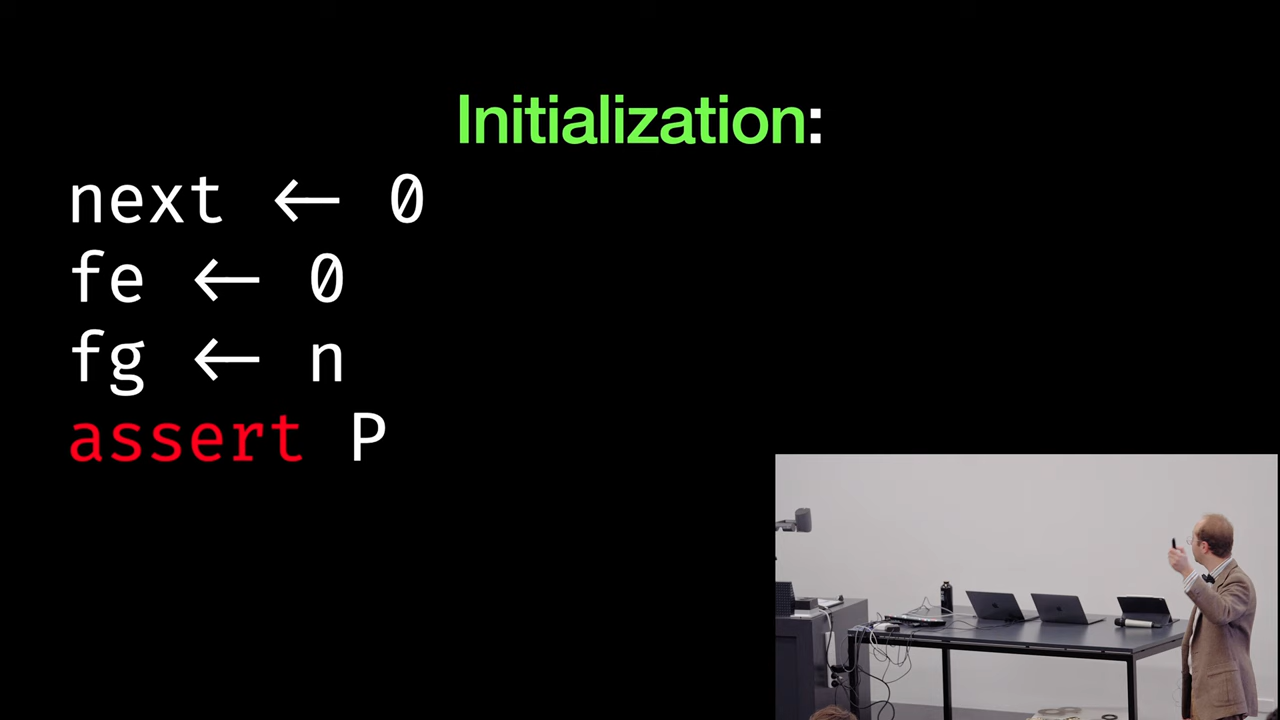 Initialization:
next ← 0
fe ← 0
fg ← n
assert P